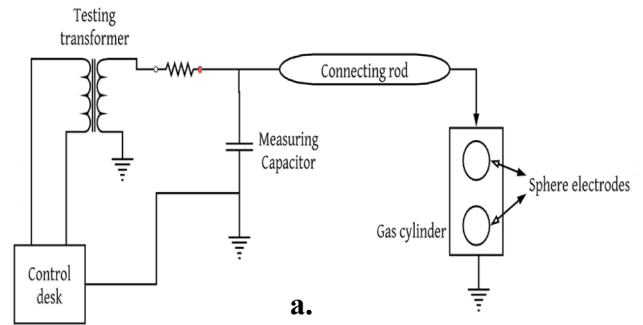 Testing
transformer
Connecting rod
Measuring
Capacitor
Sphere electrodes
Gas cylinder
Control
desk
a.